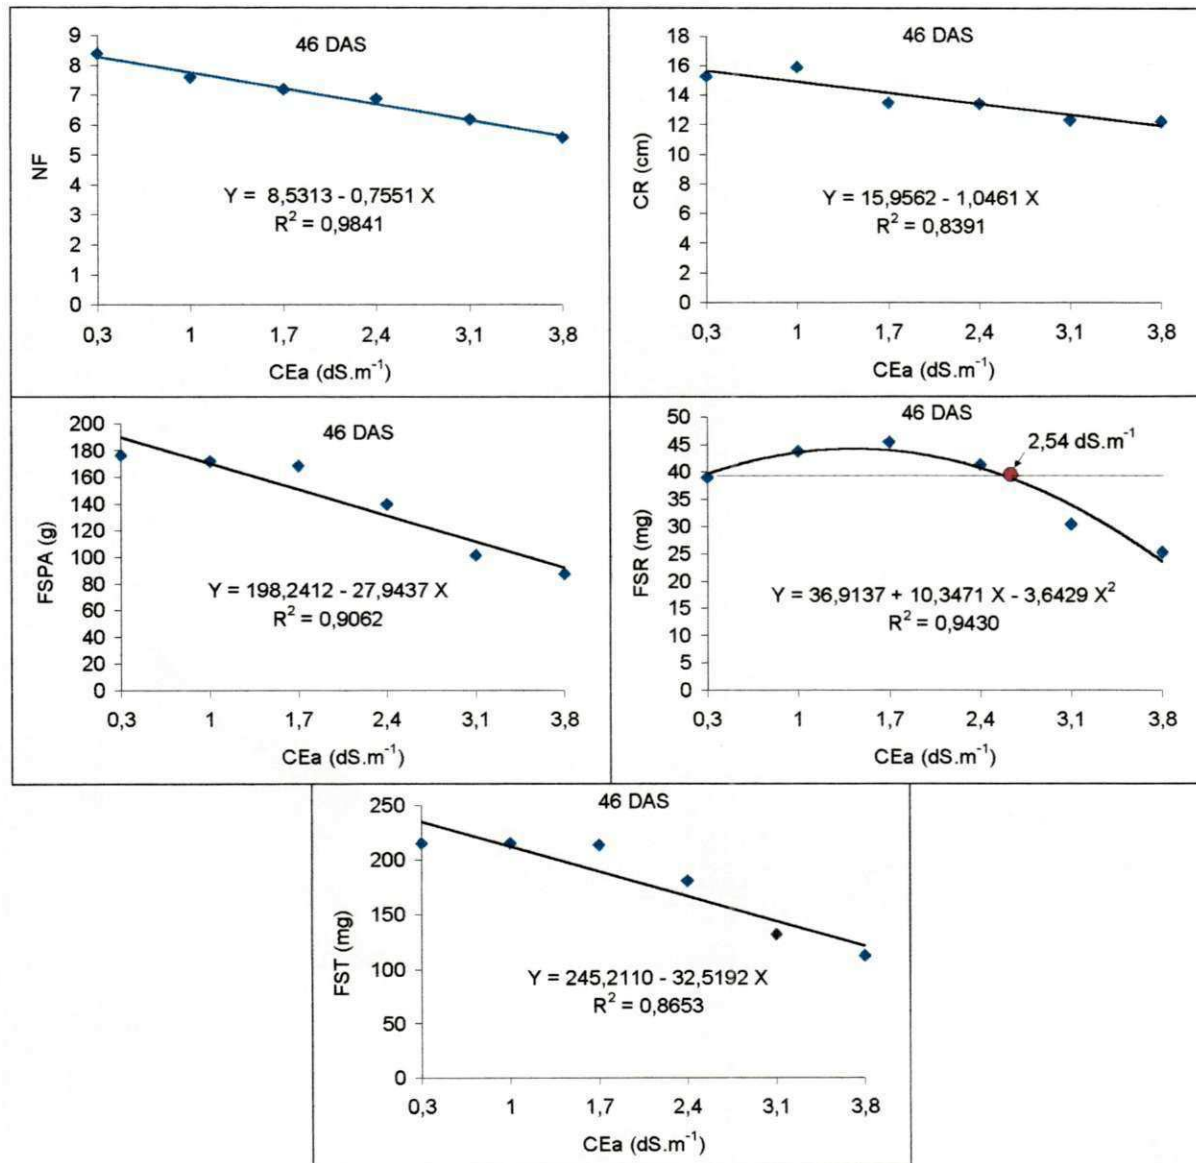 46 DAS
NF
9
8
7
6
5
4
3
2
1
0
Y = 8,5313 - 0,7551 X
R² = 0,9841
0,3 1 1,7 2,4 3,1 3,8
CEa (dS.m⁻¹)
46 DAS
CR (cm)
18
16
14
12
10
8
6
4
2
0
Y = 15,9562 - 1,0461 X
R² = 0,8391
0,3 1 1,7 2,4 3,1 3,8
CEa (dS.m⁻¹)
46 DAS
FSPA (g)
200
180
160
140
120
100
80
60
40
20
0
Y = 198,2412 - 27,9437 X
R² = 0,9062
0,3 1 1,7 2,4 3,1 3,8
CEa (dS.m⁻¹)
46 DAS
2,54 dS.m⁻¹
FSR (mg)
50
45
40
35
30
25
20
15
10
5
0
Y = 36,9137 + 10,3471 X - 3,6429 X²
R² = 0,9430
0,3 1 1,7 2,4 3,1 3,8
CEa (dS.m⁻¹)
46 DAS
FST (mg)
250
200
150
100
50
0
Y = 245,2110 - 32,5192 X
R² = 0,8653
0,3 1 1,7 2,4 3,1 3,8
CEa (dS.m⁻¹)